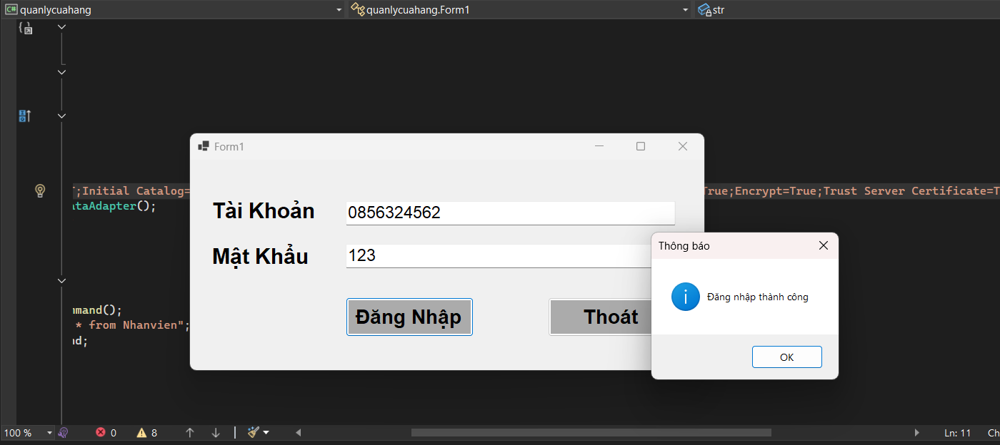 quanlycuahang quanlycuahang.Form1 str
Form1
;Initial Catalog= True;Encrypt=True;Trust Server Certificate=T
ataAdapter();
Tài Khoản 0856324562
Thông báo
Mật Khẩu 123
Đăng nhập thành công
mand();
* from Nhanvien";
d;
Đăng Nhập Thoát
OK
100 % 0 8 Ln: 11 Ch